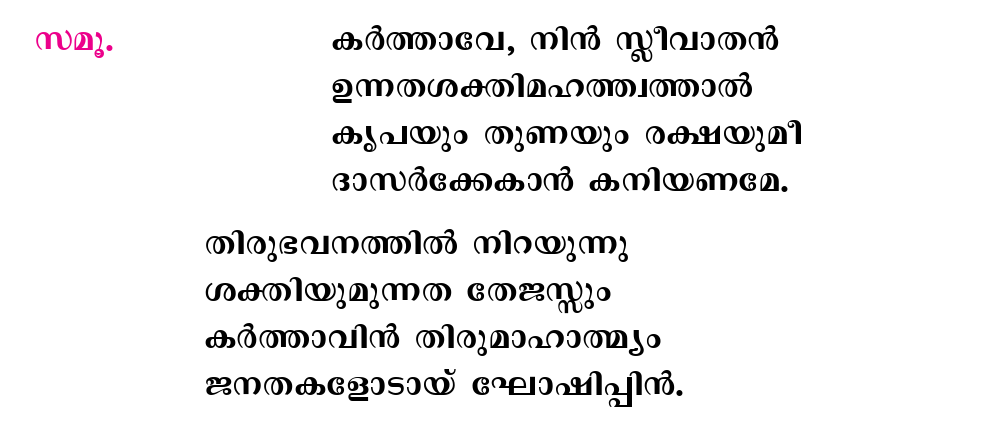 സമൂ. കർത്താവേ, നിൻ സ്ലീവാതൻ
ഉന്നതശക്തിമഹത്ത്വത്താൽ
കൃപയും തുണയും രക്ഷയുമീ
ദാസർക്കേകാൻ കനിയണമേ.
തിരുഭവനത്തിൽ നിറയുന്നു
ശക്തിയുമുന്നത തേജസ്സും
കർത്താവിൻ തിരുമാഹാത്മ്യം
ജനതകളോടായ് ഘോഷിപ്പിൻ.